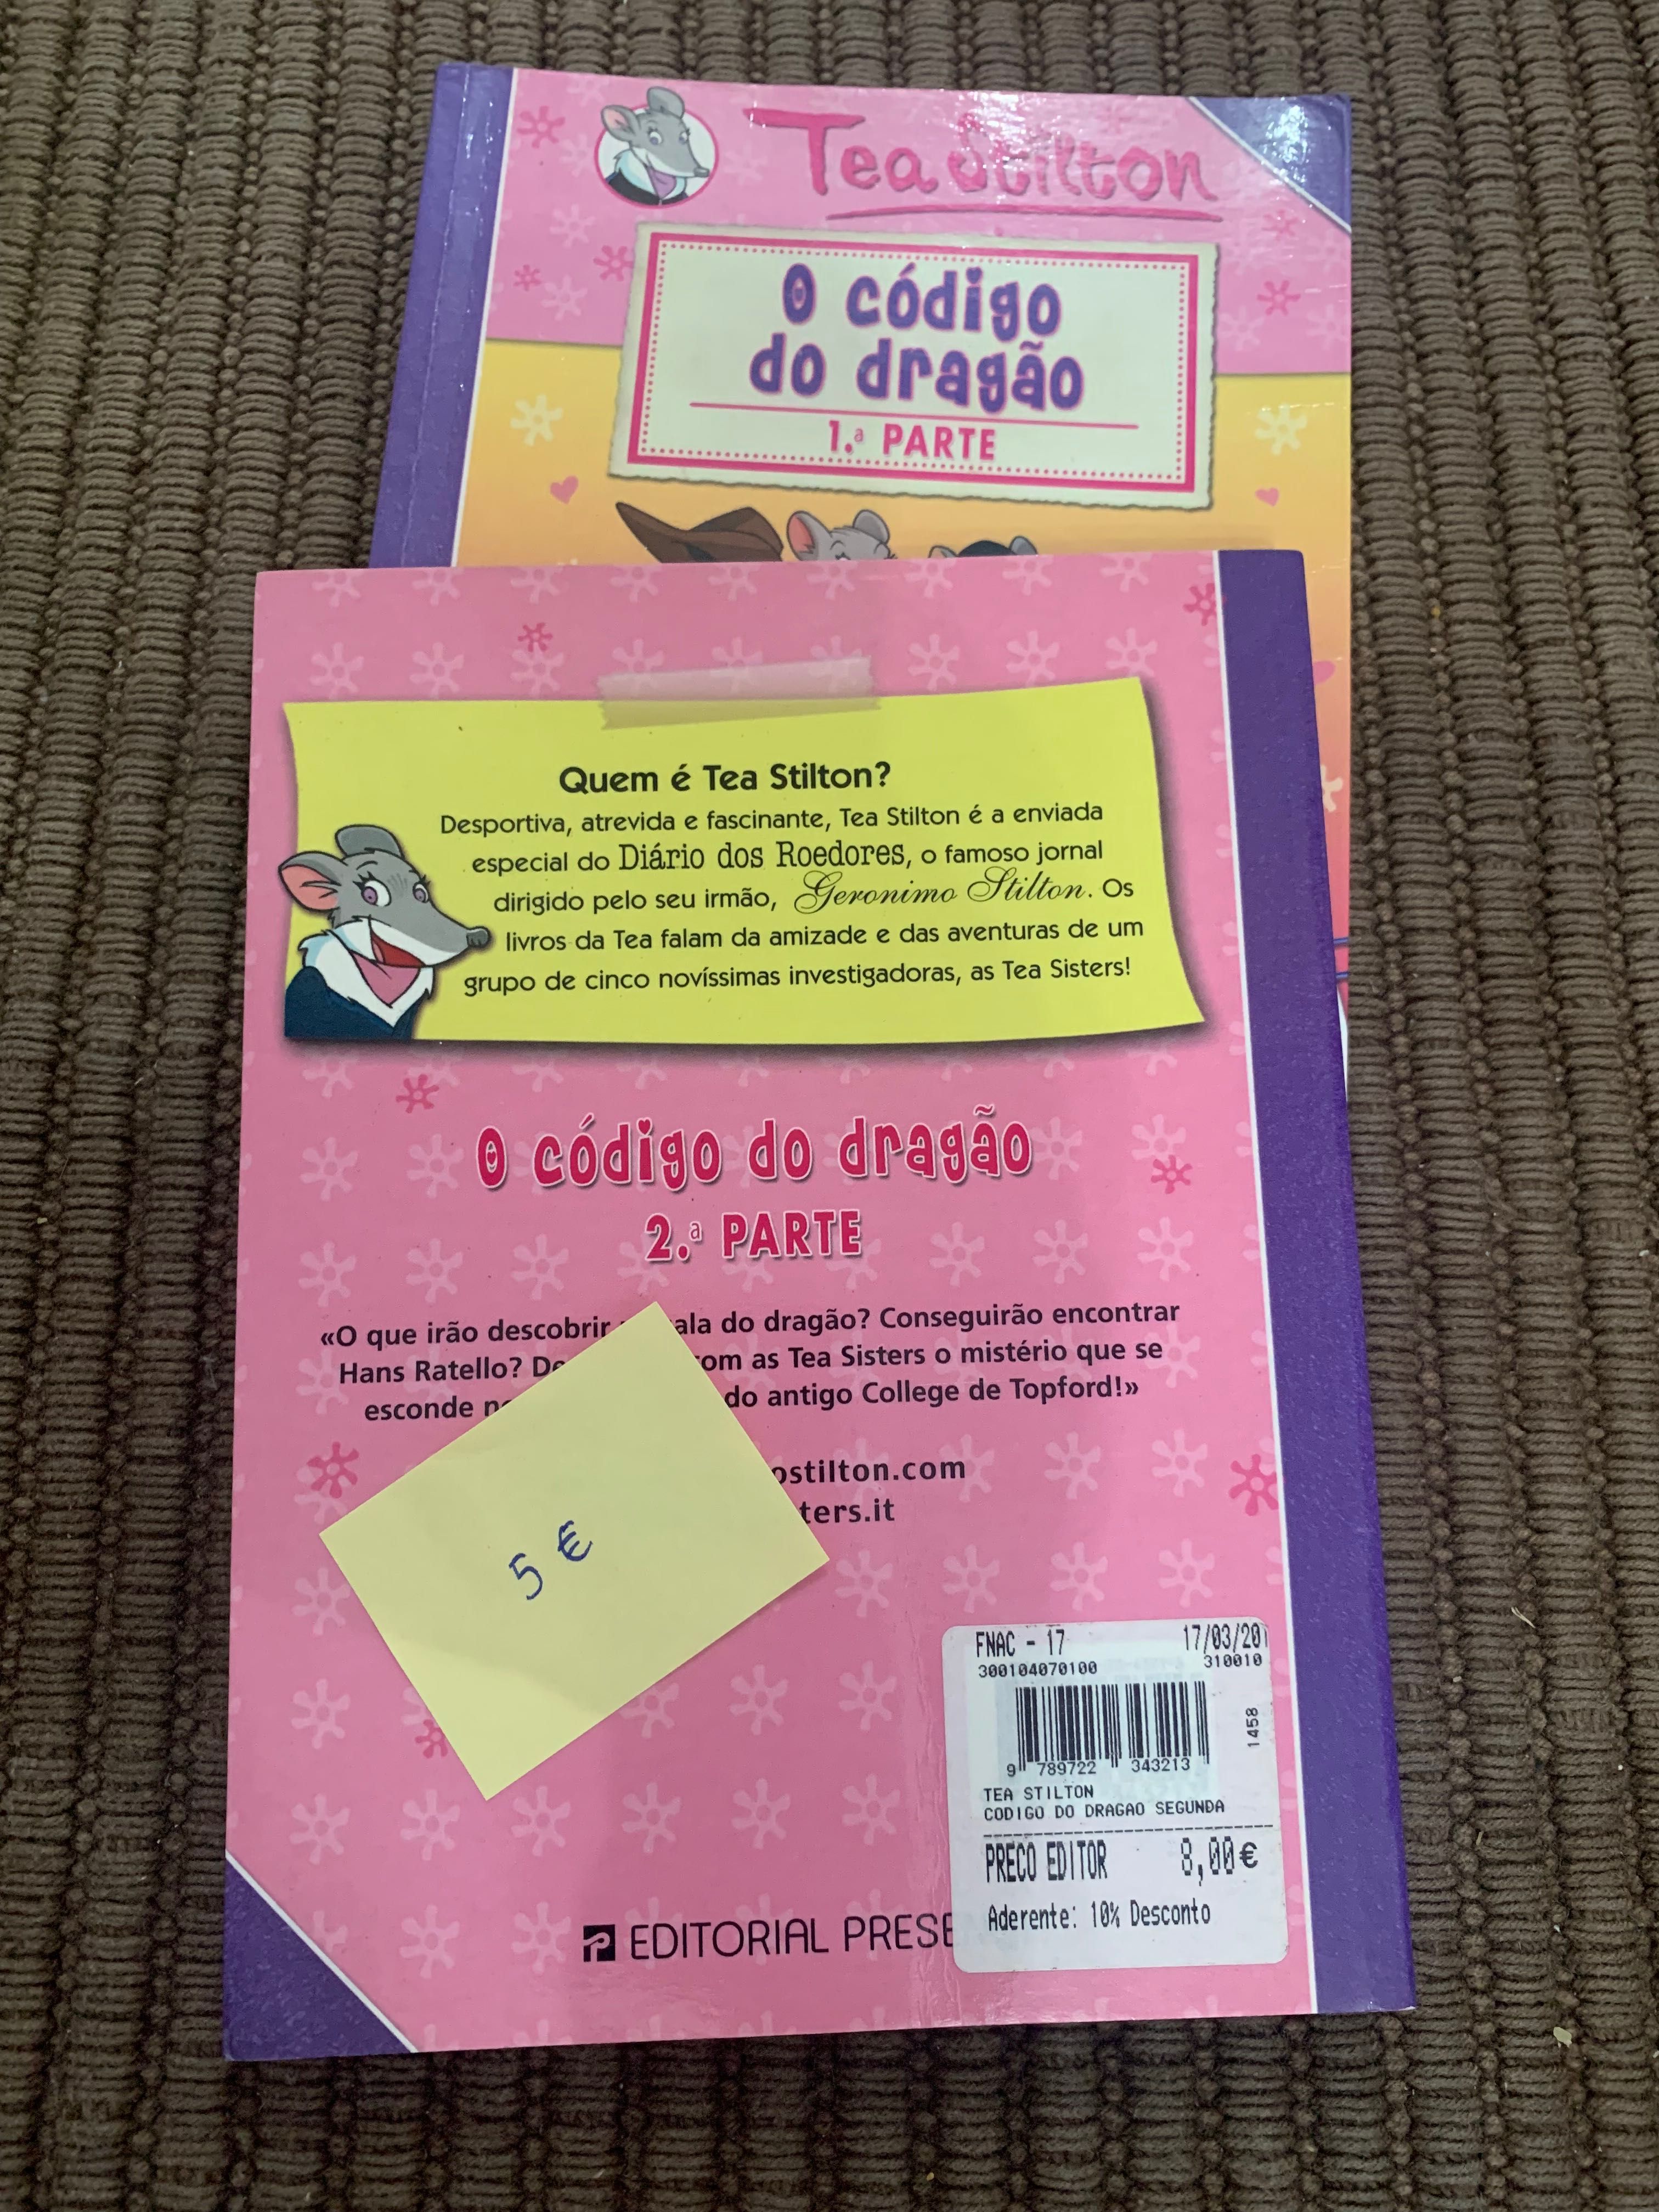 Tea Stilton
O código
do dragão
1.ª PARTE
Quem é Tea Stilton?
Desportiva, atrevida e fascinante, Tea Stilton é a enviada
especial do Diário dos Roedores, o famoso jornal
dirigido pelo seu irmão, Geronimo Stilton. Os
livros da Tea falam da amizade e das aventuras de um
grupo de cinco novíssimas investigadoras, as Tea Sisters!
O código do dragão
2.ª PARTE
«O que irão descobrir ala do dragão? Conseguirão encontrar
Hans Ratello? om as Tea Sisters o mistério que se
esconde do antigo College de Topford!»
ostilton.com
ters.it
5 €
FNAC - 17 17/03/20
300104070100 310010
1458
9 789722 343213
TEA STILTON
CODIGO DO DRAGAO SEGUNDA
PRECO EDITOR 8,00€
Aderente: 10% Desconto
EDITORIAL PRESE